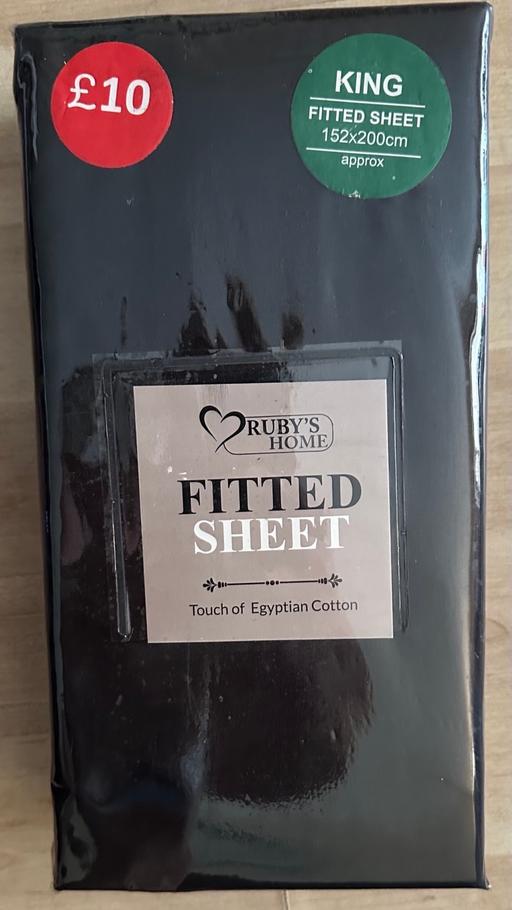 £10
KING
FITTED SHEET
152x200cm
approx
RUBY'S
HOME
FITTED
SHEET
Touch of Egyptian Cotton